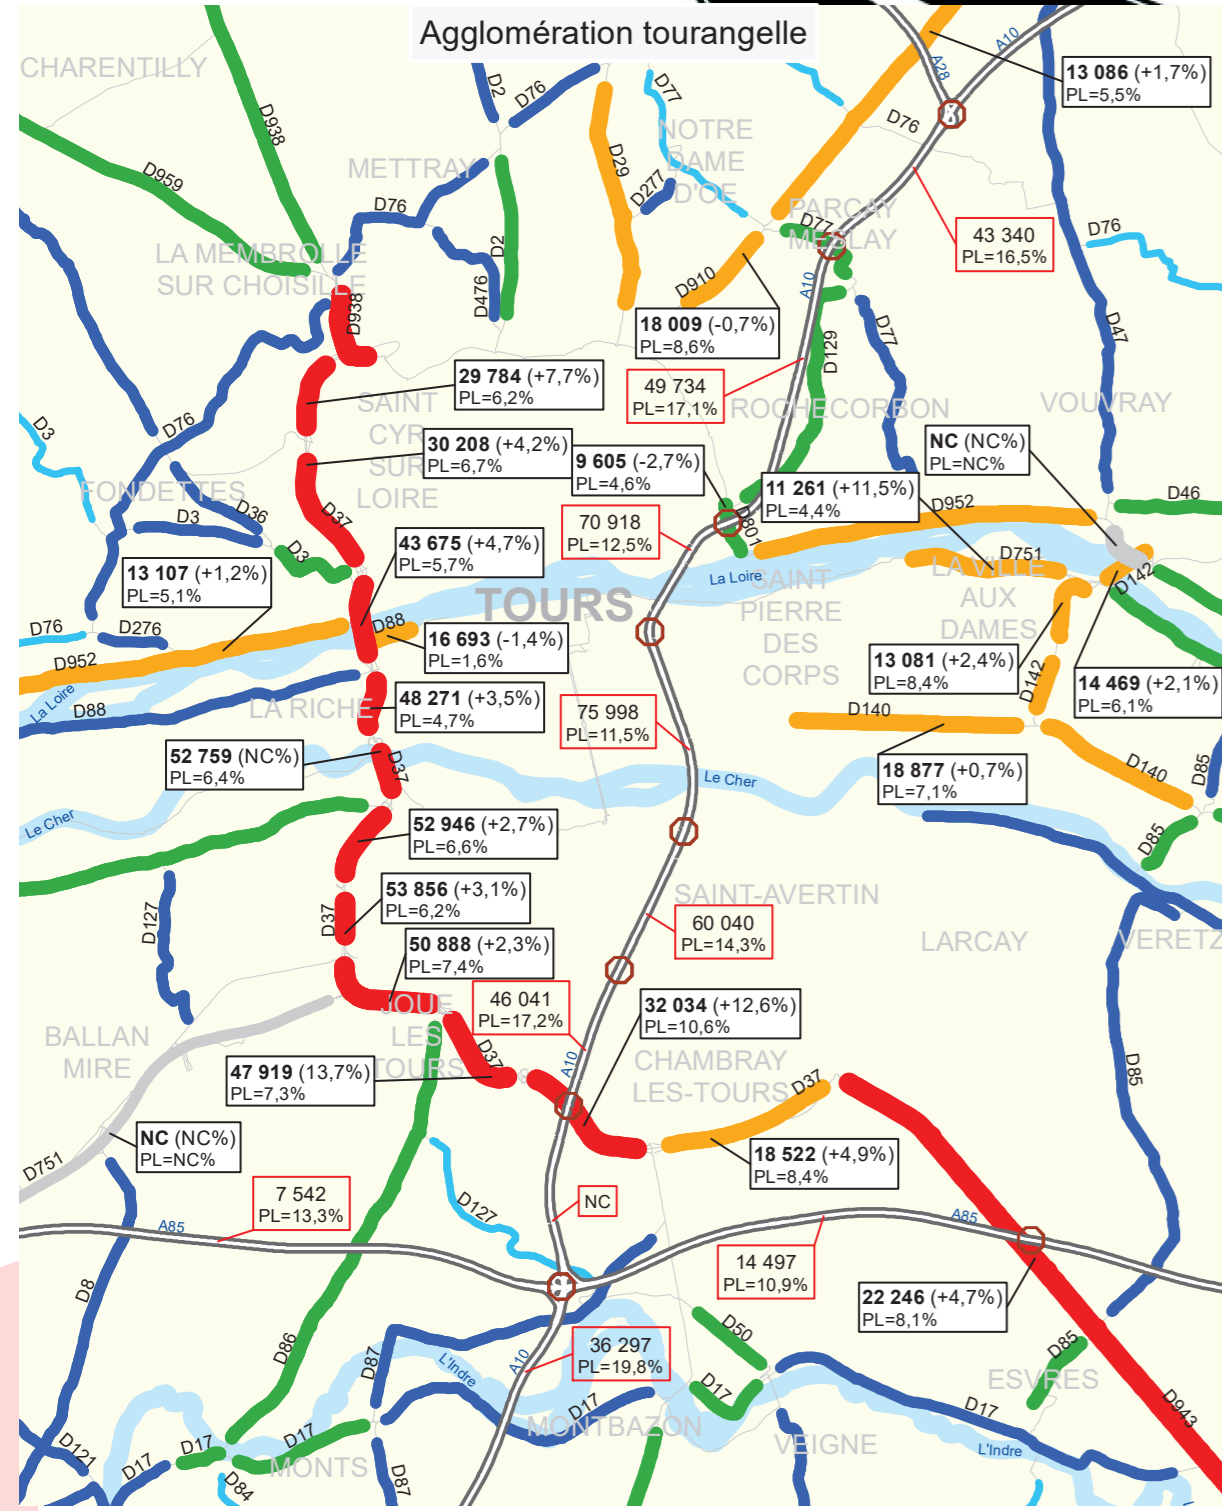 Agglomération tourangelle
CHARENTILLY
D938
D959
D2
D76
D77
A28
A10
13 086 (+1,7%)
PL=5,5%
D76
NOTRE
DAME
D'OE
METTRAY
D29
D277
D76
D2
D476
PARCAY
MESLAY
D77
43 340
PL=16,5%
D76
LA MEMBROLLE
SUR CHOISILLE
D938
D910
A10
18 009 (-0,7%)
PL=8,6%
D129
D77
D47
29 784 (+7,7%)
PL=6,2%
49 734
PL=17,1%
SAINT
CYR
SUR
LOIRE
ROCHECORBON
VOUVRAY
D3
D76
30 208 (+4,2%)
PL=6,7%
9 605 (-2,7%)
PL=4,6%
NC (NC%)
PL=NC%
FONDETTES
D36
D3
D37
11 261 (+11,5%)
PL=4,4%
D952
D46
70 918
PL=12,5%
D801
43 675 (+4,7%)
PL=5,7%
D3
13 107 (+1,2%)
PL=5,1%
La Loire
D751
LA VILLE
AUX
DAMES
D142
TOURS
SAINT
PIERRE
DES
CORPS
D76
D276
D88
16 693 (-1,4%)
PL=1,6%
D952
13 081 (+2,4%)
PL=8,4%
D142
14 469 (+2,1%)
PL=6,1%
La Loire
D88
LA RICHE
48 271 (+3,5%)
PL=4,7%
75 998
PL=11,5%
D140
52 759 (NC%)
PL=6,4%
D37
Le Cher
18 877 (+0,7%)
PL=7,1%
D140
D85
Le Cher
52 946 (+2,7%)
PL=6,6%
D85
D127
53 856 (+3,1%)
PL=6,2%
D37
SAINT-AVERTIN
60 040
PL=14,3%
LARCAY
VERETZ
50 888 (+2,3%)
PL=7,4%
46 041
PL=17,2%
32 034 (+12,6%)
PL=10,6%
JOUE
LES
TOURS
BALLAN
MIRE
D37
A10
CHAMBRAY
LES-TOURS
D37
D85
47 919 (13,7%)
PL=7,3%
NC (NC%)
PL=NC%
D751
18 522 (+4,9%)
PL=8,4%
7 542
PL=13,3%
NC
D127
A85
A85
14 497
PL=10,9%
22 246 (+4,7%)
PL=8,1%
D8
D86
D87
L'Indre
A10
36 297
PL=19,8%
D50
D85
ESVRES
D17
D17
D17
D943
MONTBAZON
VEIGNE
L'Indre
D121
D17
D17
D17
MONTS
D84
D87